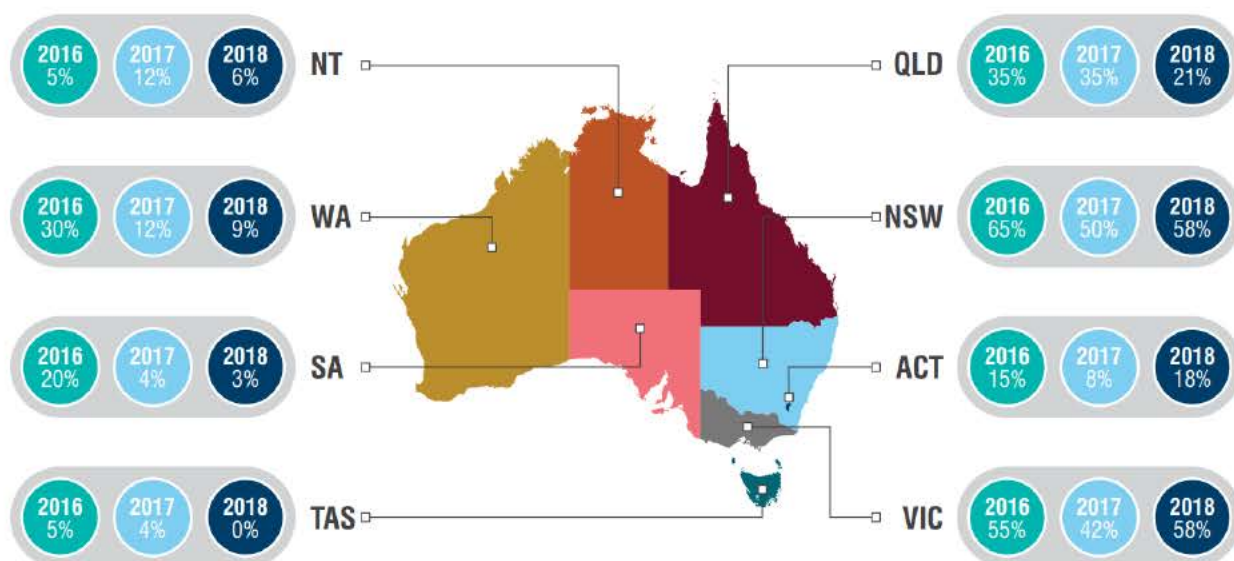 2016 2017 2018
5% 12% 6%
NT
QLD
2016 2017 2018
35% 35% 21%
2016 2017 2018
30% 12% 9%
WA
NSW
2016 2017 2018
65% 50% 58%
2016 2017 2018
20% 4% 3%
SA
ACT
2016 2017 2018
15% 8% 18%
2016 2017 2018
5% 4% 0%
TAS
VIC
2016 2017 2018
55% 42% 58%